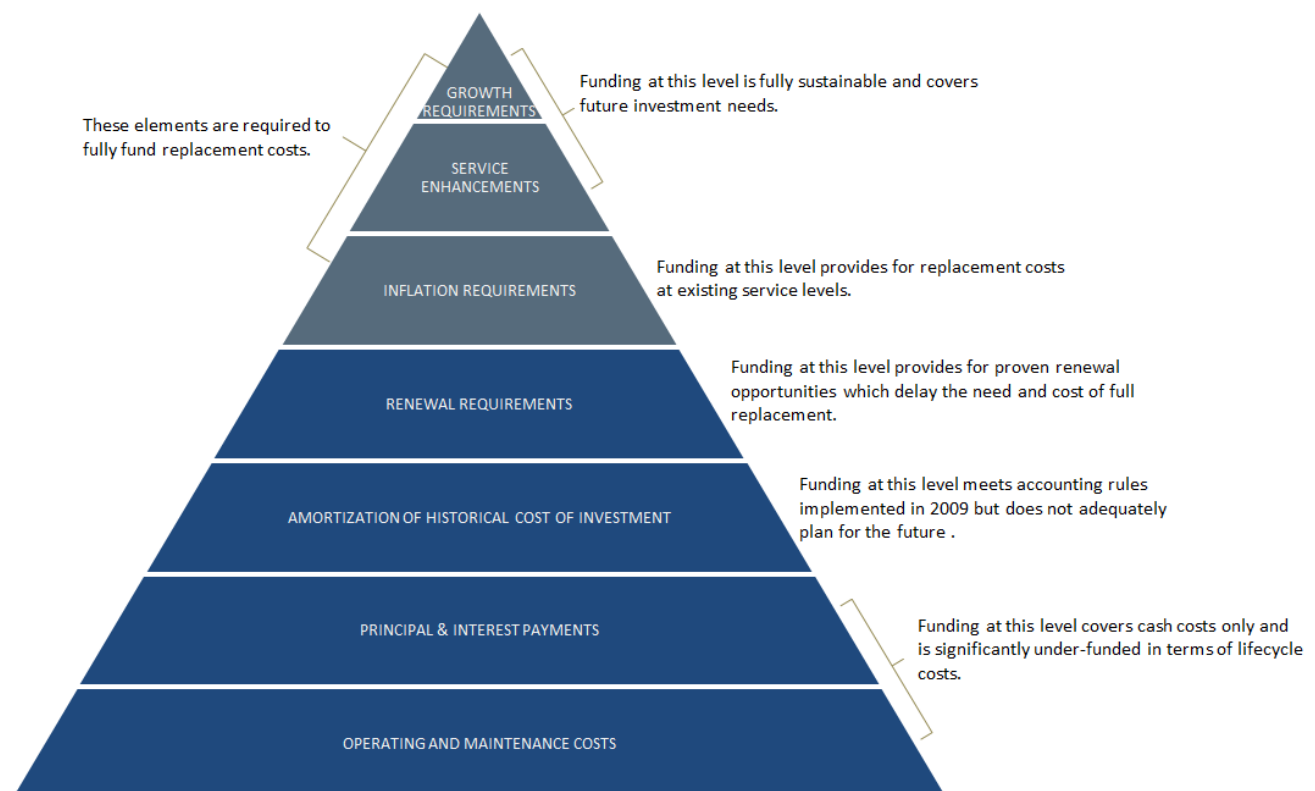 GROWTH
REQUIREMENTS
Funding at this level is fully sustainable and covers
future investment needs.
These elements are required to
fully fund replacement costs.
SERVICE
ENHANCEMENTS
INFLATION REQUIREMENTS
Funding at this level provides for replacement costs
at existing service levels.
RENEWAL REQUIREMENTS
Funding at this level provides for proven renewal
opportunities which delay the need and cost of full
replacement.
AMORTIZATION OF HISTORICAL COST OF INVESTMENT
Funding at this level meets accounting rules
implemented in 2009 but does not adequately
plan for the future .
PRINCIPAL & INTEREST PAYMENTS
Funding at this level covers cash costs only and
is significantly under-funded in terms of lifecycle
costs.
OPERATING AND MAINTENANCE COSTS